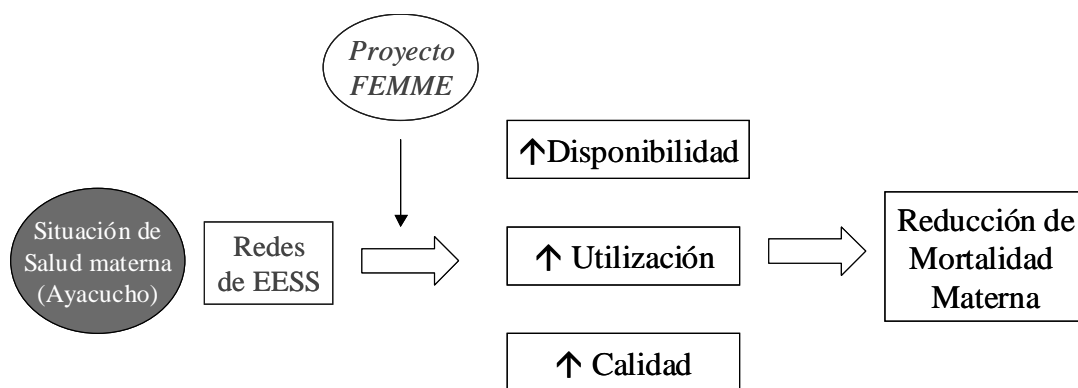 Proyecto
FEMME
↑Disponibilidad
Situación de
Salud materna
(Ayacucho)
Redes
de EESS
↑ Utilización
Reducción de
Mortalidad
Materna
↑ Calidad